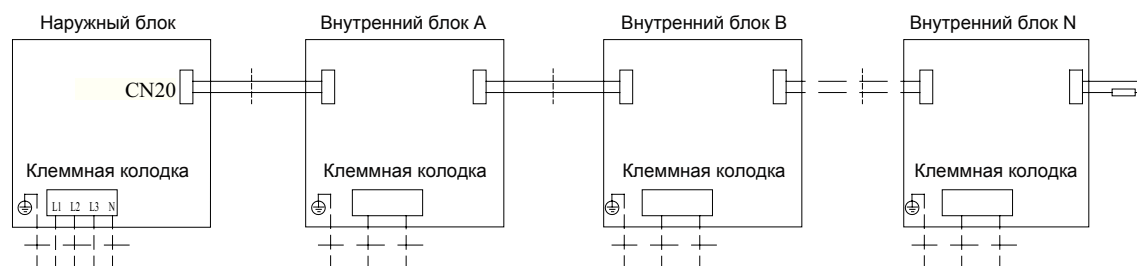 Наружный блок
Внутренний блок A
Внутренний блок B
Внутренний блок N
CN20
Клеммная колодка
Клеммная колодка
Клеммная колодка
Клеммная колодка
L1 L2 L3 N